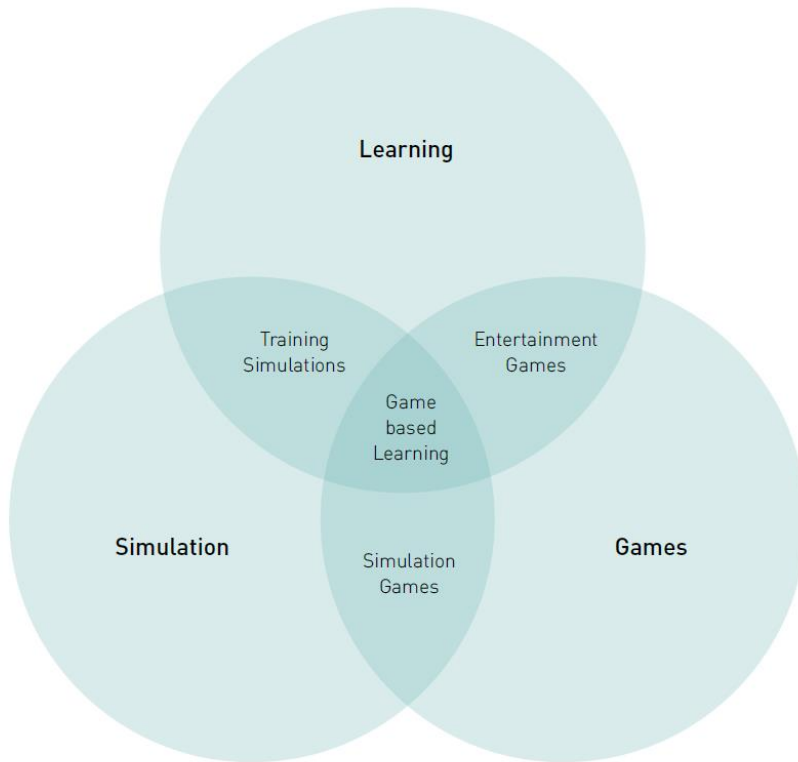 Learning
Training
Simulations
Entertainment
Games
Game
based
Learning
Simulation
Games
Simulation
Games